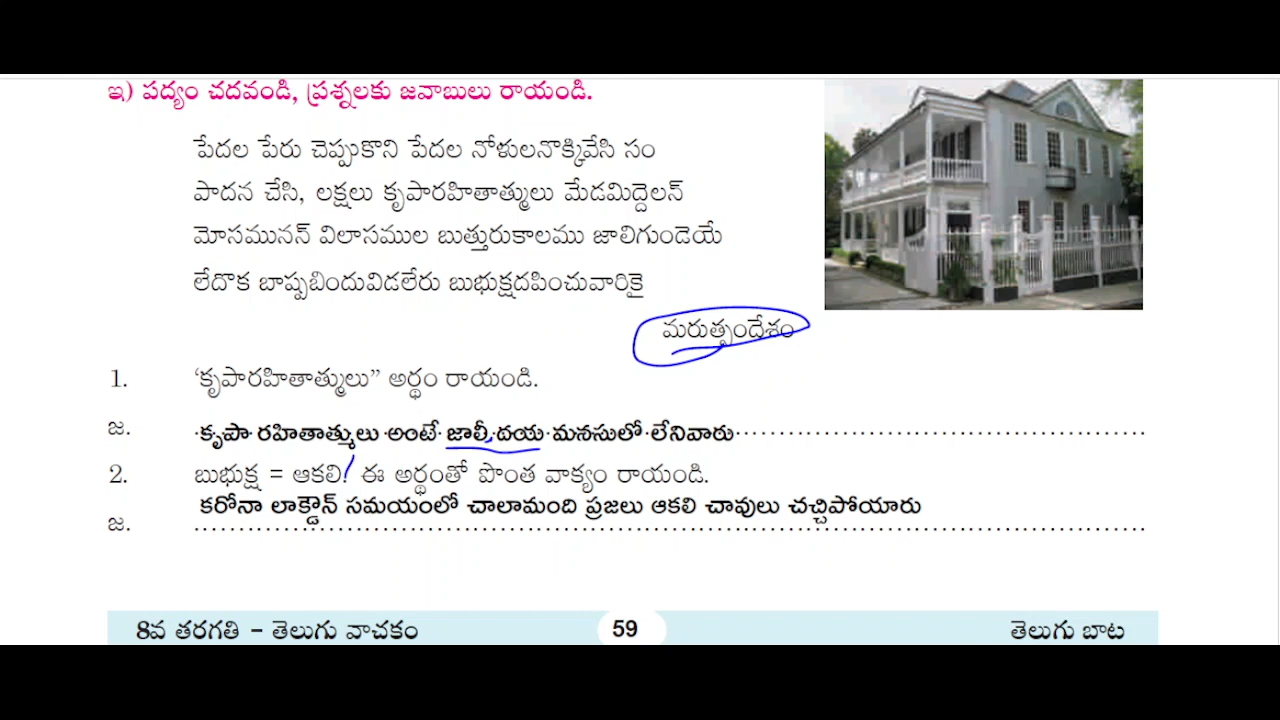 ఇ) పద్యం చదవండి, ప్రశ్నలకు జవాబులు రాయండి.
పేదల పేరు చెప్పుకొని పేదల నోళులనొక్కివేసి సం
పాదన చేసి, లక్షలు కృపారహితాత్ములు మేడమిద్దెలన్
మోసమునన్ విలాసముల బుత్తురుకాలము జాలిగుండెయే
లేదొక బాష్పబిందువిడలేరు బుభుక్షదపించువారికై
మరుత్సందేశం
1. ‘కృపారహితాత్ములు” అర్థం రాయండి.
జ. కృపా రహితాత్ములు అంటే జాలీ, దయ మనసులో లేనివారు
2. బుభుక్ష = ఆకలి! ఈ అర్థంతో పొంత వాక్యం రాయండి.
కరోనా లాక్డౌన్ సమయంలో చాలామంది ప్రజలు ఆకలి చావులు చచ్చిపోయారు
జ.
8వ తరగతి – తెలుగు వాచకం 59 తెలుగు బాట